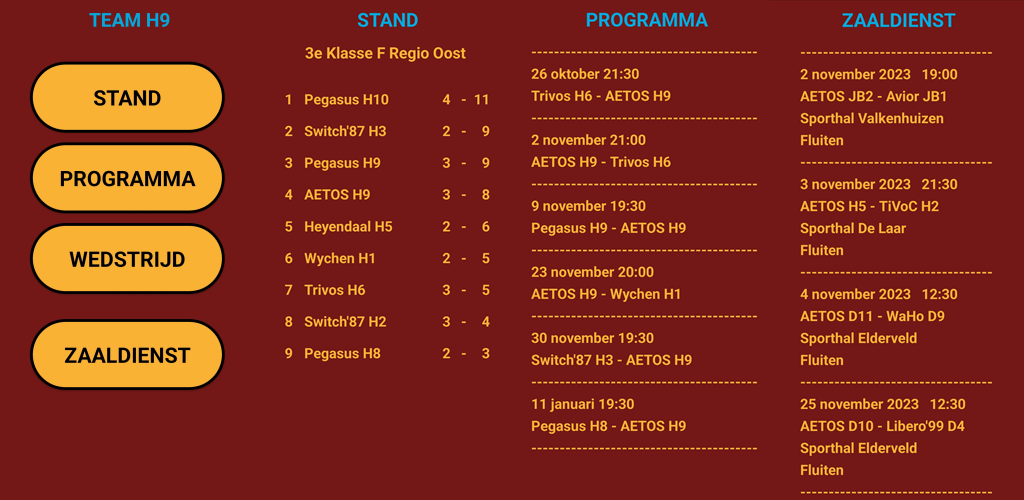 TEAM H9
STAND
PROGRAMMA
WEDSTRIJD
ZAALDIENST
STAND
3e Klasse F Regio Oost
1 Pegasus H10 4 - 11
2 Switch'87 H3 2 - 9
3 Pegasus H9 3 - 9
4 AETOS H9 3 - 8
5 Heyendaal H5 2 - 6
6 Wychen H1 2 - 5
7 Trivos H6 3 - 5
8 Switch'87 H2 3 - 4
9 Pegasus H8 2 - 3
PROGRAMMA
----------------------------------------
26 oktober 21:30
Trivos H6 - AETOS H9
----------------------------------------
2 november 21:00
AETOS H9 - Trivos H6
----------------------------------------
9 november 19:30
Pegasus H9 - AETOS H9
----------------------------------------
23 november 20:00
AETOS H9 - Wychen H1
----------------------------------------
30 november 19:30
Switch'87 H3 - AETOS H9
----------------------------------------
11 januari 19:30
Pegasus H8 - AETOS H9
----------------------------------------
ZAALDIENST
----------------------------------
2 november 2023 19:00
AETOS JB2 - Avior JB1
Sporthal Valkenhuizen
Fluiten
----------------------------------
3 november 2023 21:30
AETOS H5 - TiVoC H2
Sporthal De Laar
Fluiten
----------------------------------
4 november 2023 12:30
AETOS D11 - WaHo D9
Sporthal Elderveld
Fluiten
----------------------------------
25 november 2023 12:30
AETOS D10 - Libero'99 D4
Sporthal Elderveld
Fluiten
----------------------------------